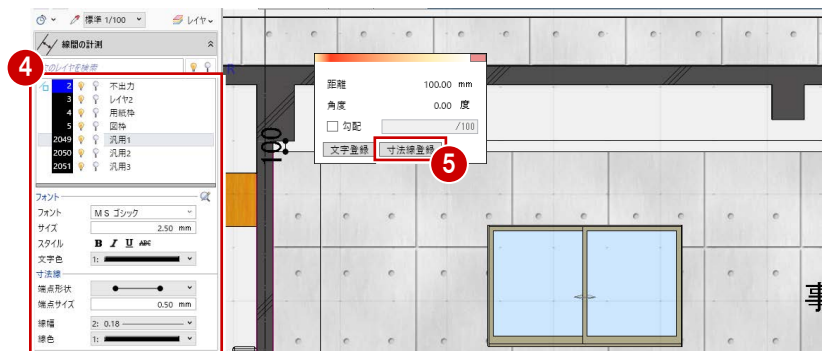 標準 1/100 レイヤ
線間の計測
4
のレイヤを検索
R
2 不出力
3 レイヤ2
4 用紙枠
5 図枠
2049 汎用1
2050 汎用2
2051 汎用3
フォント
フォント MS ゴシック
サイズ 2.50 mm
スタイル B I U ABC
文字色 1:
寸法線
端点形状
端点サイズ 0.50 mm
線幅 2: 0.18
線色 1:
100
距離 100.00 mm
角度 0.00 度
勾配 /100
文字登録 寸法線登録
5
事